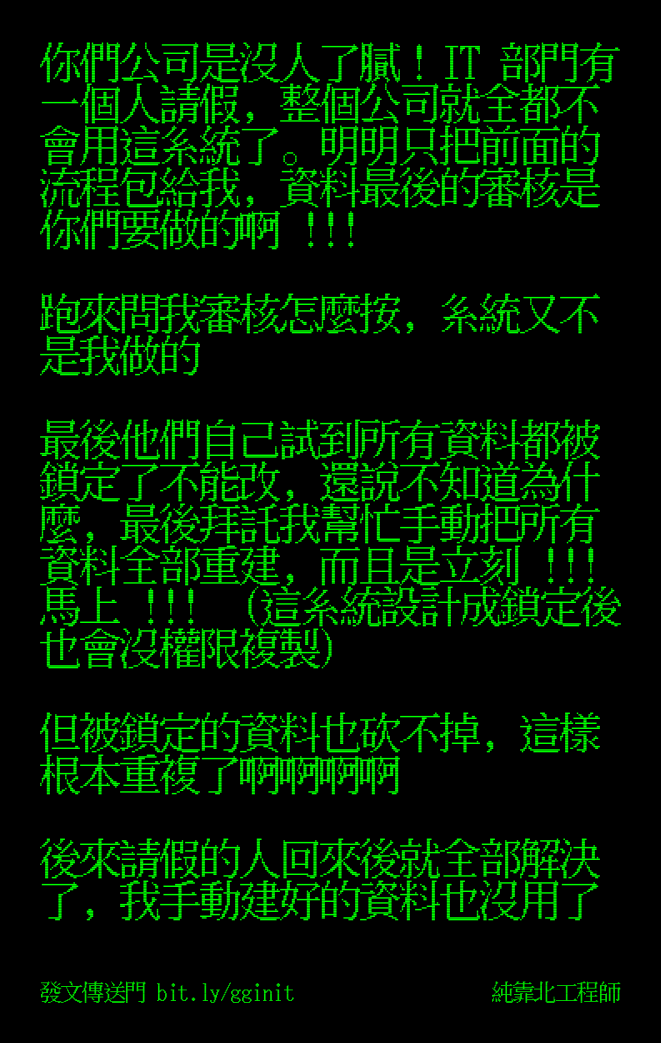 你們公司是沒人了膩！IT 部門有
一個人請假，整個公司就全都不
會用這系統了。明明只把前面的
流程包給我，資料最後的審核是
你們要做的啊 !!!
跑來問我審核怎麼按，系統又不
是我做的
最後他們自己試到所有資料都被
鎖定了不能改，還說不知道為什
麼，最後拜託我幫忙手動把所有
資料全部重建，而且是立刻 !!!
馬上 !!! （這系統設計成鎖定後
也會沒權限複製）
但被鎖定的資料也砍不掉，這樣
根本重複了啊啊啊啊
後來請假的人回來後就全部解決
了，我手動建好的資料也沒用了
發文傳送門 bit.ly/gginit
純靠北工程師